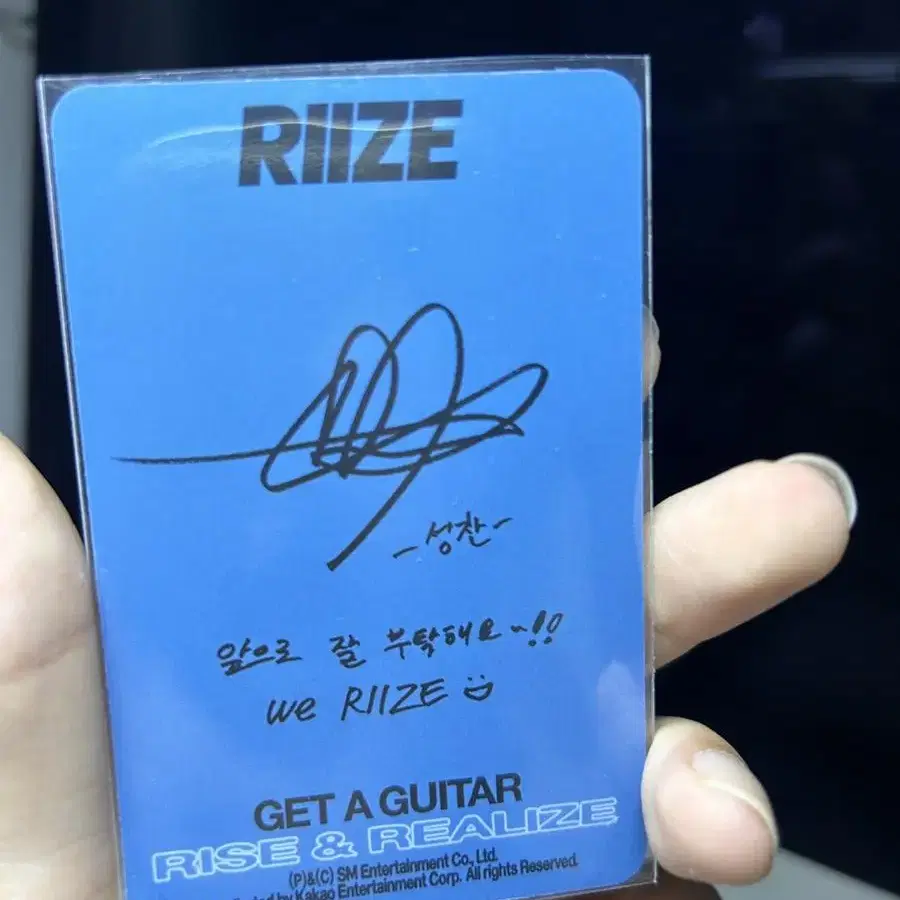 RIIZE
-성찬-
앞으로 잘 부탁해요~!!
we RIIZE
GET A GUITAR
RISE & REALIZE
(P)&(C) SM Entertainment Co., Ltd.
by Kakao Entertainment Corp. All rights Reserved.